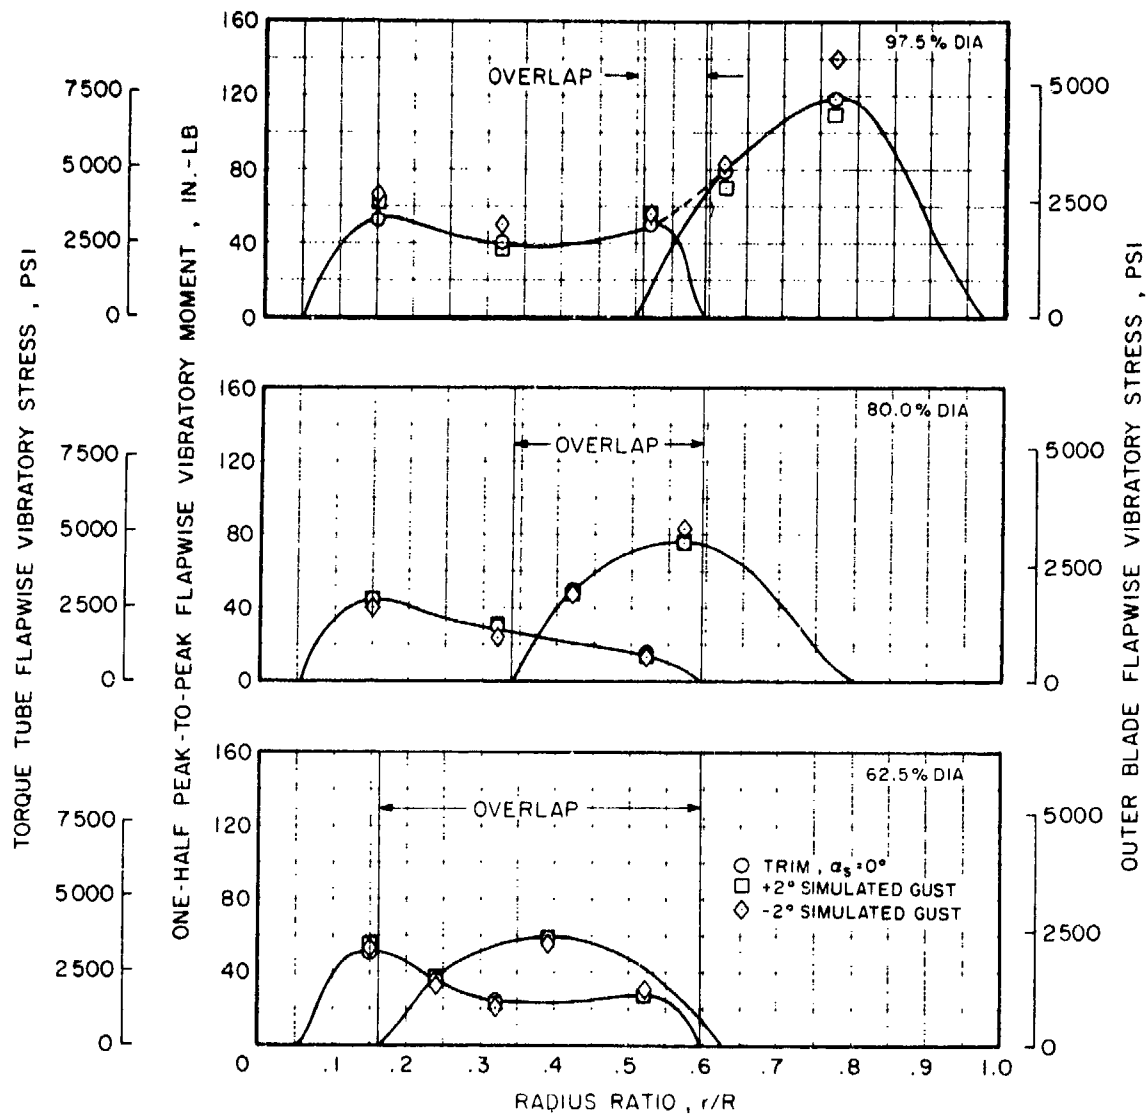 TORQUE TUBE FLAPWISE VIBRATORY STRESS , PSI
ONE-HALF PEAK-TO-PEAK FLAPWISE VIBRATORY MOMENT , IN.-LB
OUTER BLADE FLAPWISE VIBRATORY STRESS , PSI
97.5% DIA
OVERLAP
160
120
80
40
0
7500
5000
2500
0
5000
2500
0
80.0% DIA
OVERLAP
160
120
80
40
0
7500
5000
2500
0
5000
2500
0
62.5% DIA
OVERLAP
160
120
80
40
0
7500
5000
2500
0
5000
2500
0
TRIM , αs=0°
+2° SIMULATED GUST
-2° SIMULATED GUST
0 .1 .2 .3 .4 .5 .6 .7 .8 .9 1.0
RADIUS RATIO , r/R